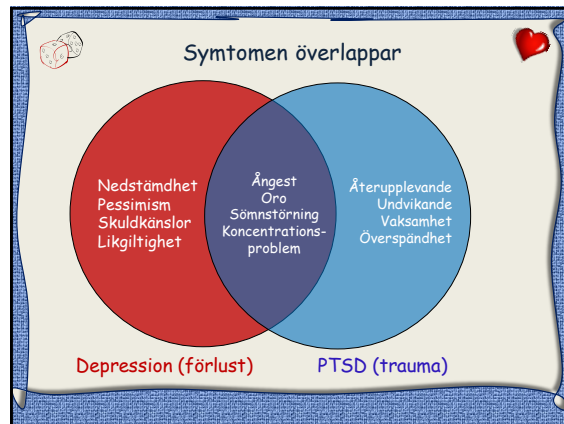 Symtomen överlappar
Nedstämdhet
Pessimism
Skuldkänslor
Likgiltighet
Ångest
Oro
Sömnstörning
Koncentrations-
problem
Återupplevande
Undvikande
Vaksamhet
Överspändhet
Depression (förlust)
PTSD (trauma)